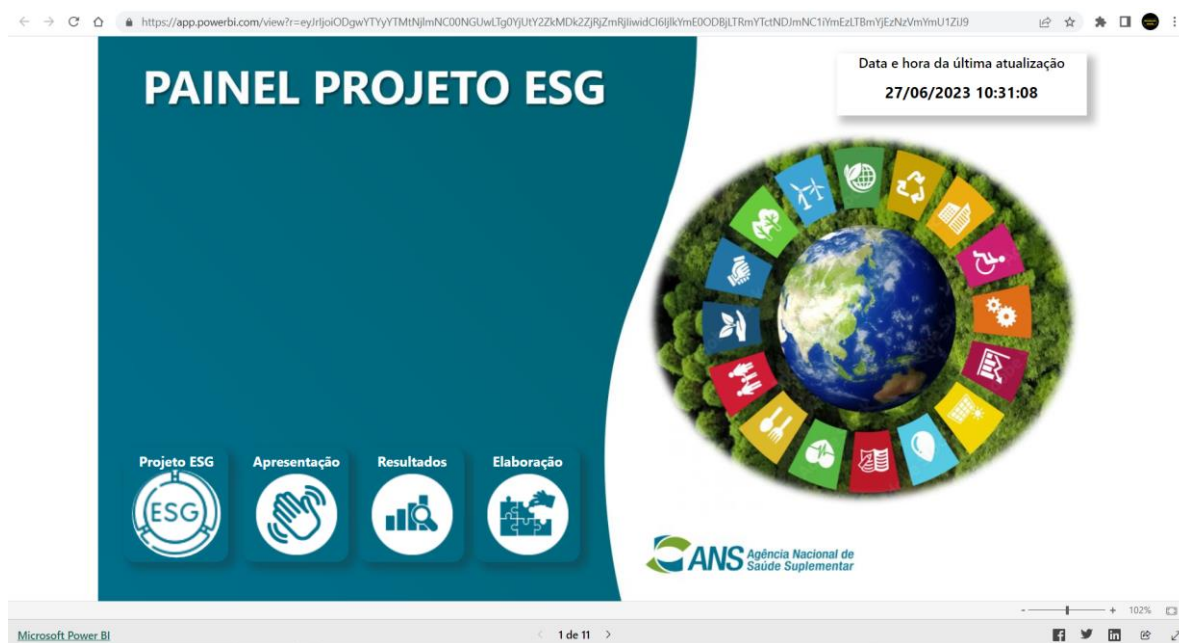 https://app.powerbi.com/view?r=eyJrIjoiODgwYTYyYTMtNjlmNC00NGUwLTg0YjUtY2ZkMDk2ZjRjZmRjIiwidCI6IjlkYmE0ODBjLTRmYTctNDJmNC1iYmEzLTBmYjEzNzVmYmU1ZiJ9
PAINEL PROJETO ESG
Data e hora da última atualização
27/06/2023 10:31:08
Projeto ESG
Apresentação
Resultados
Elaboração
ESG
ANS Agência Nacional de
Saúde Suplementar
- + 102%
Microsoft Power BI
< 1 de 11 >